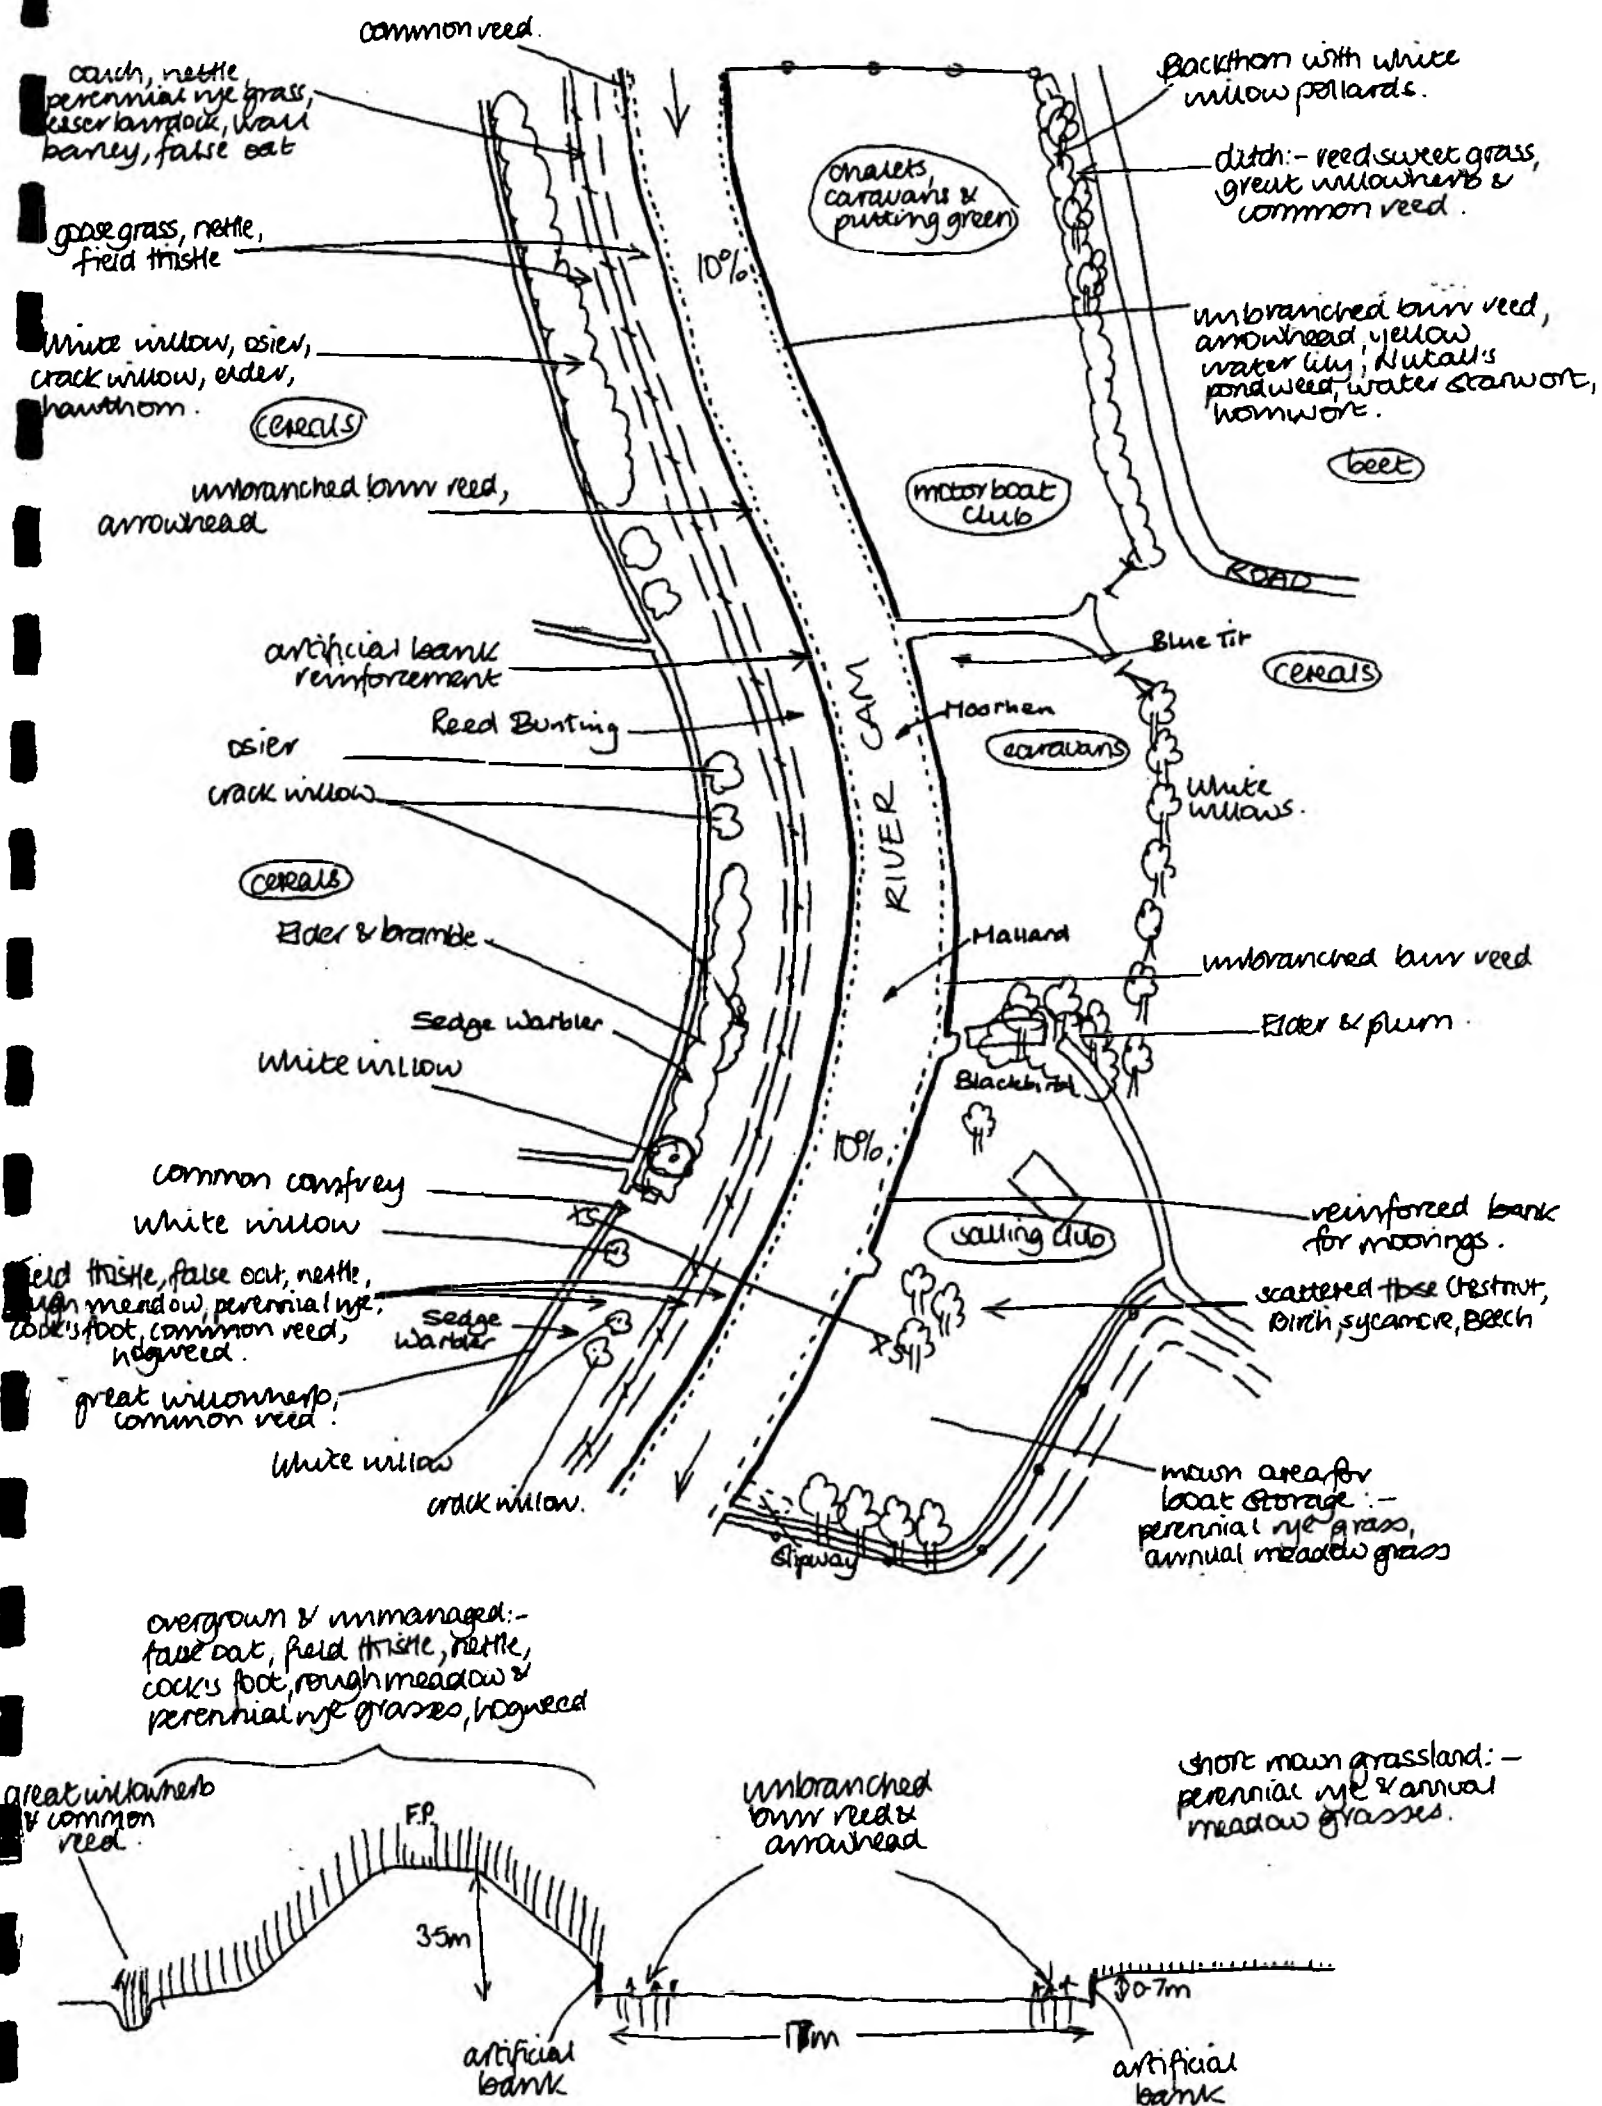 common reed.
couch, nettle,
perennial rye grass,
lesser burdock, wall
barley, false oat
Backthorn with white
willow pollards.
ditch:- reed sweet grass,
great willowherb &
common reed.
chalets,
caravans &
putting green
goose grass, nettle,
field thistle
10%
White willow, osier,
crack willow, elder,
hawthorn.
unbranched burr reed,
arrowhead, yellow
water lily, Nutall's
pondweed, water starwort,
hornwort.
cereals
beet
unbranched burr reed,
arrowhead
motorboat
club
ROAD
artificial bank
reinforcement
Blue Tit
cereals
Reed Bunting
Moorhen
RIVER CAM
caravans
osier
crack willow
White
willows.
cereals
Elder & bramble
Mallard
unbranched burr reed
Sedge Warbler
Elder & plum.
White willow
Blackbird
10%
common comfrey
XS
White willow
sailing club
reinforced bank
for moorings.
field thistle, false oat, nettle,
rough meadow, perennial rye,
cock's foot, common reed,
hogweed.
Sedge
Warbler
XS
scattered Hose Chestnut,
Birch, sycamore, Beech
great willowherb,
common reed.
White willow
crack willow.
mown area for
boat storage:-
perennial rye grass,
annual meadow grass
Slipway
overgrown & unmanaged:-
false oat, field thistle, nettle,
cock's foot, rough meadow &
perennial rye grasses, hogweed
great willowherb
& common
reed.
F.P.
unbranched
burr reed &
arrowhead
short mown grassland:-
perennial rye & annual
meadow grasses.
3·5m
0·7m
artificial
bank
artificial
bank